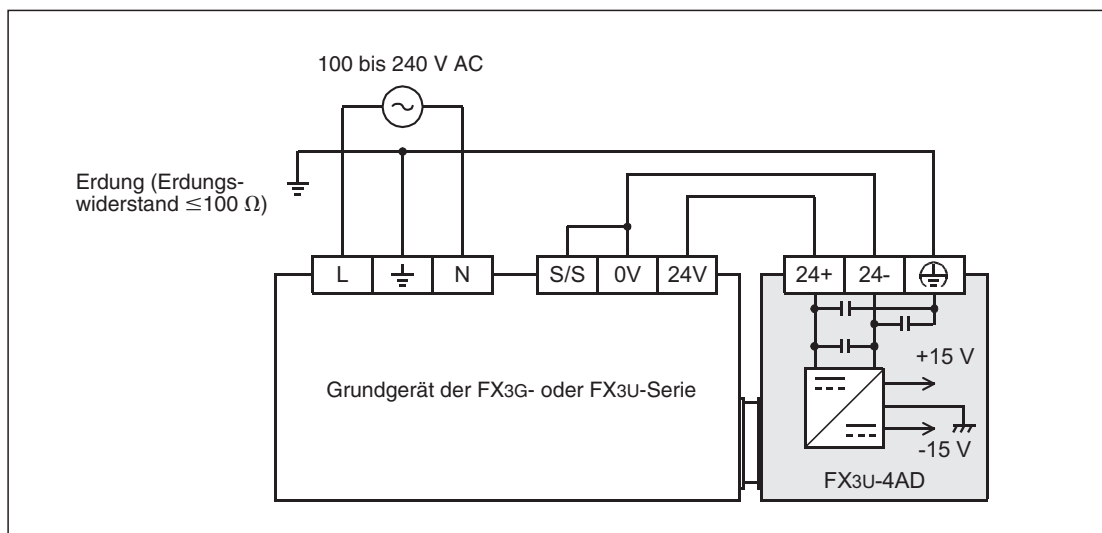 100 bis 240 V AC
Erdung (Erdungs-
widerstand ≤100 Ω)
L
N
S/S
0V
24V
24+
24-
+15 V
-15 V
Grundgerät der FX3G- oder FX3U-Serie
FX3U-4AD